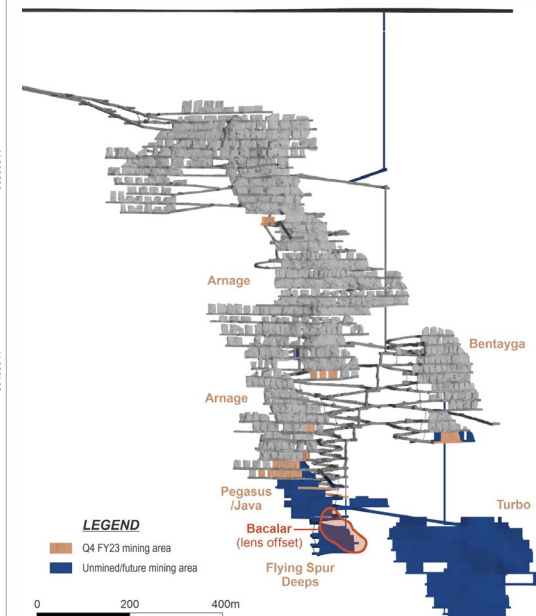 Arnage
Bentayga
Arnage
Pegasus
/Java
Turbo
Bacalar
(lens offset)
Flying Spur
Deeps
LEGEND
Q4 FY23 mining area
Unmined/future mining area
0 200 400m